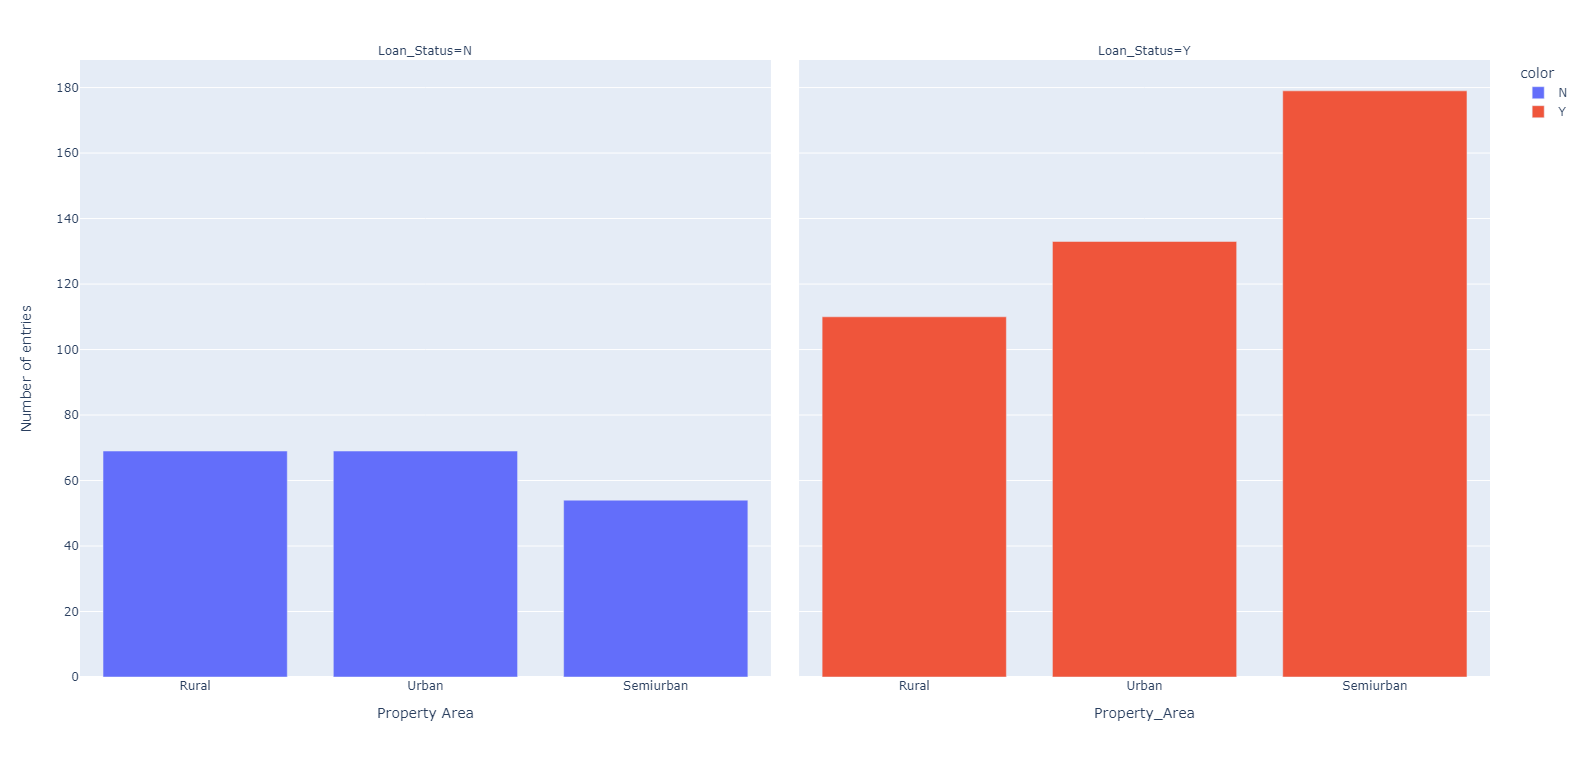 Loan_Status=N
Loan_Status=Y
color
N
Y
Number of entries
180
160
140
120
100
80
60
40
20
0
Rural
Urban
Semiurban
Rural
Urban
Semiurban
Property Area
Property_Area